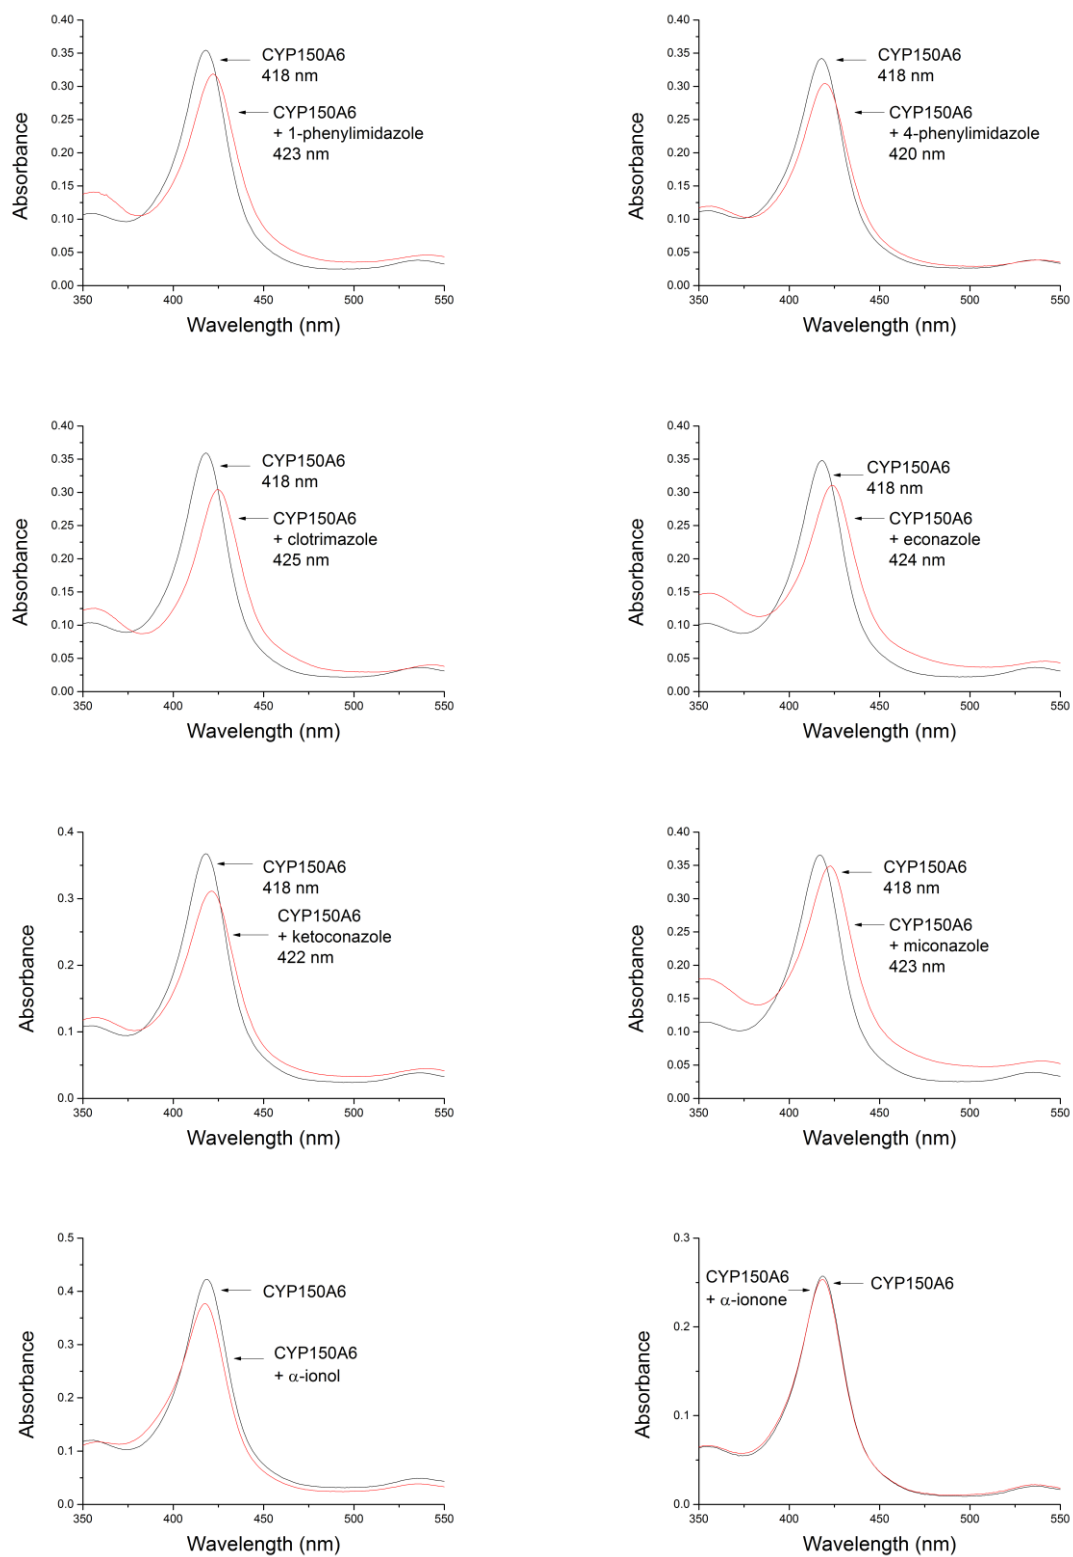 0.40
0.35
0.30
0.25
0.20
0.15
0.10
0.05
0.00
Absorbance
CYP150A6
418 nm
CYP150A6
+ 1-phenylimidazole
423 nm
350
400
450
500
550
Wavelength (nm)
0.40
0.35
0.30
0.25
0.20
0.15
0.10
0.05
0.00
Absorbance
CYP150A6
418 nm
CYP150A6
+ 4-phenylimidazole
420 nm
350
400
450
500
550
Wavelength (nm)
0.40
0.35
0.30
0.25
0.20
0.15
0.10
0.05
0.00
Absorbance
CYP150A6
418 nm
CYP150A6
+ clotrimazole
425 nm
350
400
450
500
550
Wavelength (nm)
0.40
0.35
0.30
0.25
0.20
0.15
0.10
0.05
0.00
Absorbance
CYP150A6
418 nm
CYP150A6
+ econazole
424 nm
350
400
450
500
550
Wavelength (nm)
0.4
0.3
0.2
0.1
0.0
Absorbance
CYP150A6
418 nm
CYP150A6
+ ketoconazole
422 nm
350
400
450
500
550
Wavelength (nm)
0.40
0.35
0.30
0.25
0.20
0.15
0.10
0.05
0.00
Absorbance
CYP150A6
418 nm
CYP150A6
+ miconazole
423 nm
350
400
450
500
550
Wavelength (nm)
0.5
0.4
0.3
0.2
0.1
0.0
Absorbance
CYP150A6
CYP150A6
+ α-ionol
350
400
450
500
550
Wavelength (nm)
0.3
0.2
0.1
0.0
Absorbance
CYP150A6
+ α-ionone
CYP150A6
350
400
450
500
550
Wavelength (nm)